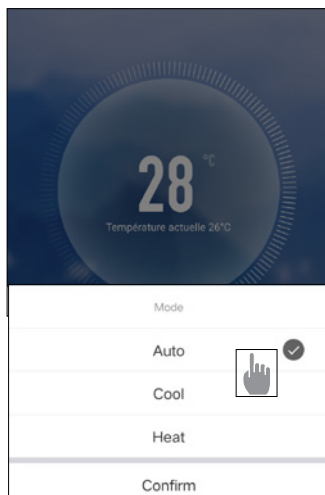 28 °C
Température actuelle 26°C
Mode
Auto
Cool
Heat
Confirm